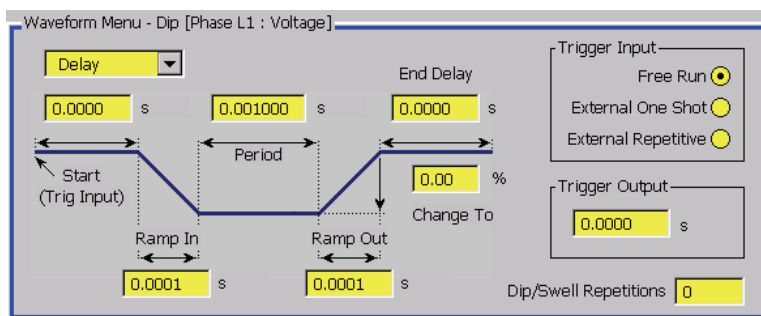 Waveform Menu - Dip [Phase L1 : Voltage]
Delay
End Delay
0.0000 s
0.001000 s
0.0000 s
Period
Start
(Trig Input)
0.00 %
Change To
Ramp In
Ramp Out
0.0001 s
0.0001 s
Trigger Input
Free Run
External One Shot
External Repetitive
Trigger Output
0.0000 s
Dip/Swell Repetitions 0